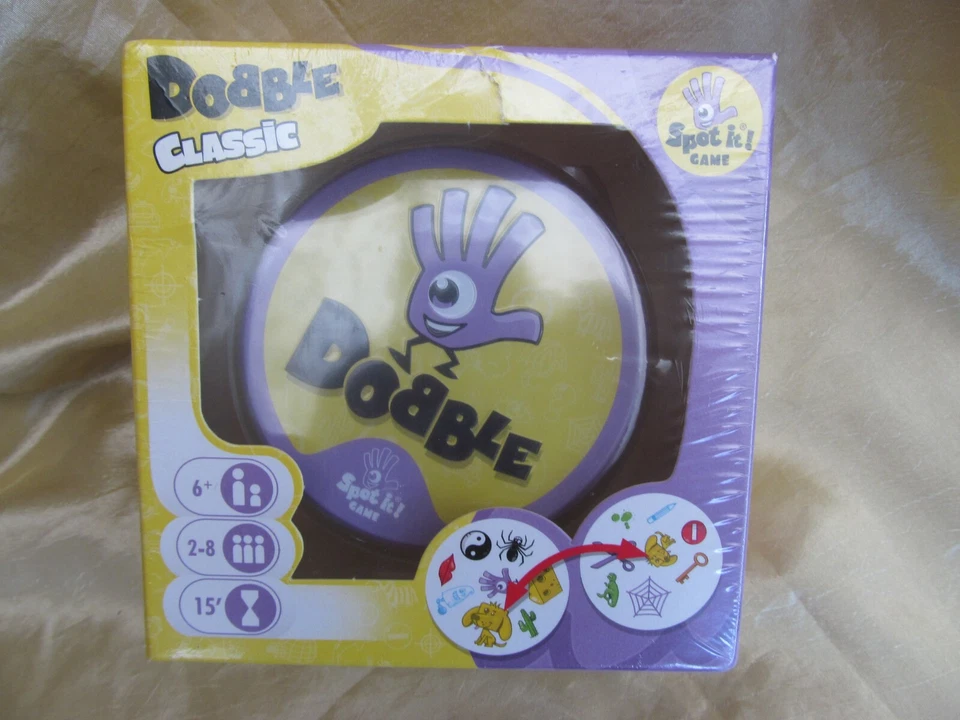 DOBBLE
CLASSiC
Spot it!®
GAME
DOBBLE
Spot it!®
GAME
6+
2-8
15'